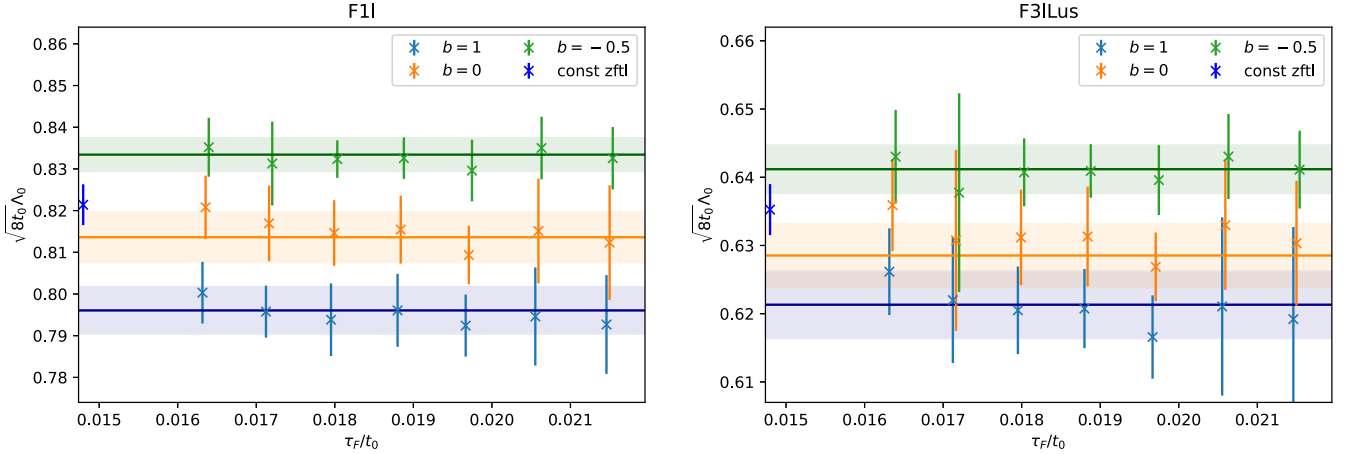 F1l
0.86
0.85
0.84
0.83
0.82
0.81
0.80
0.79
0.78
√8t₀ Λ₀
b = 1
b = 0
b = −0.5
const zftl
0.015 0.016 0.017 0.018 0.019 0.020 0.021
τ_F/t₀
F3lLus
0.66
0.65
0.64
0.63
0.62
0.61
√8t₀ Λ₀
b = 1
b = 0
b = −0.5
const zftl
0.015 0.016 0.017 0.018 0.019 0.020 0.021
τ_F/t₀